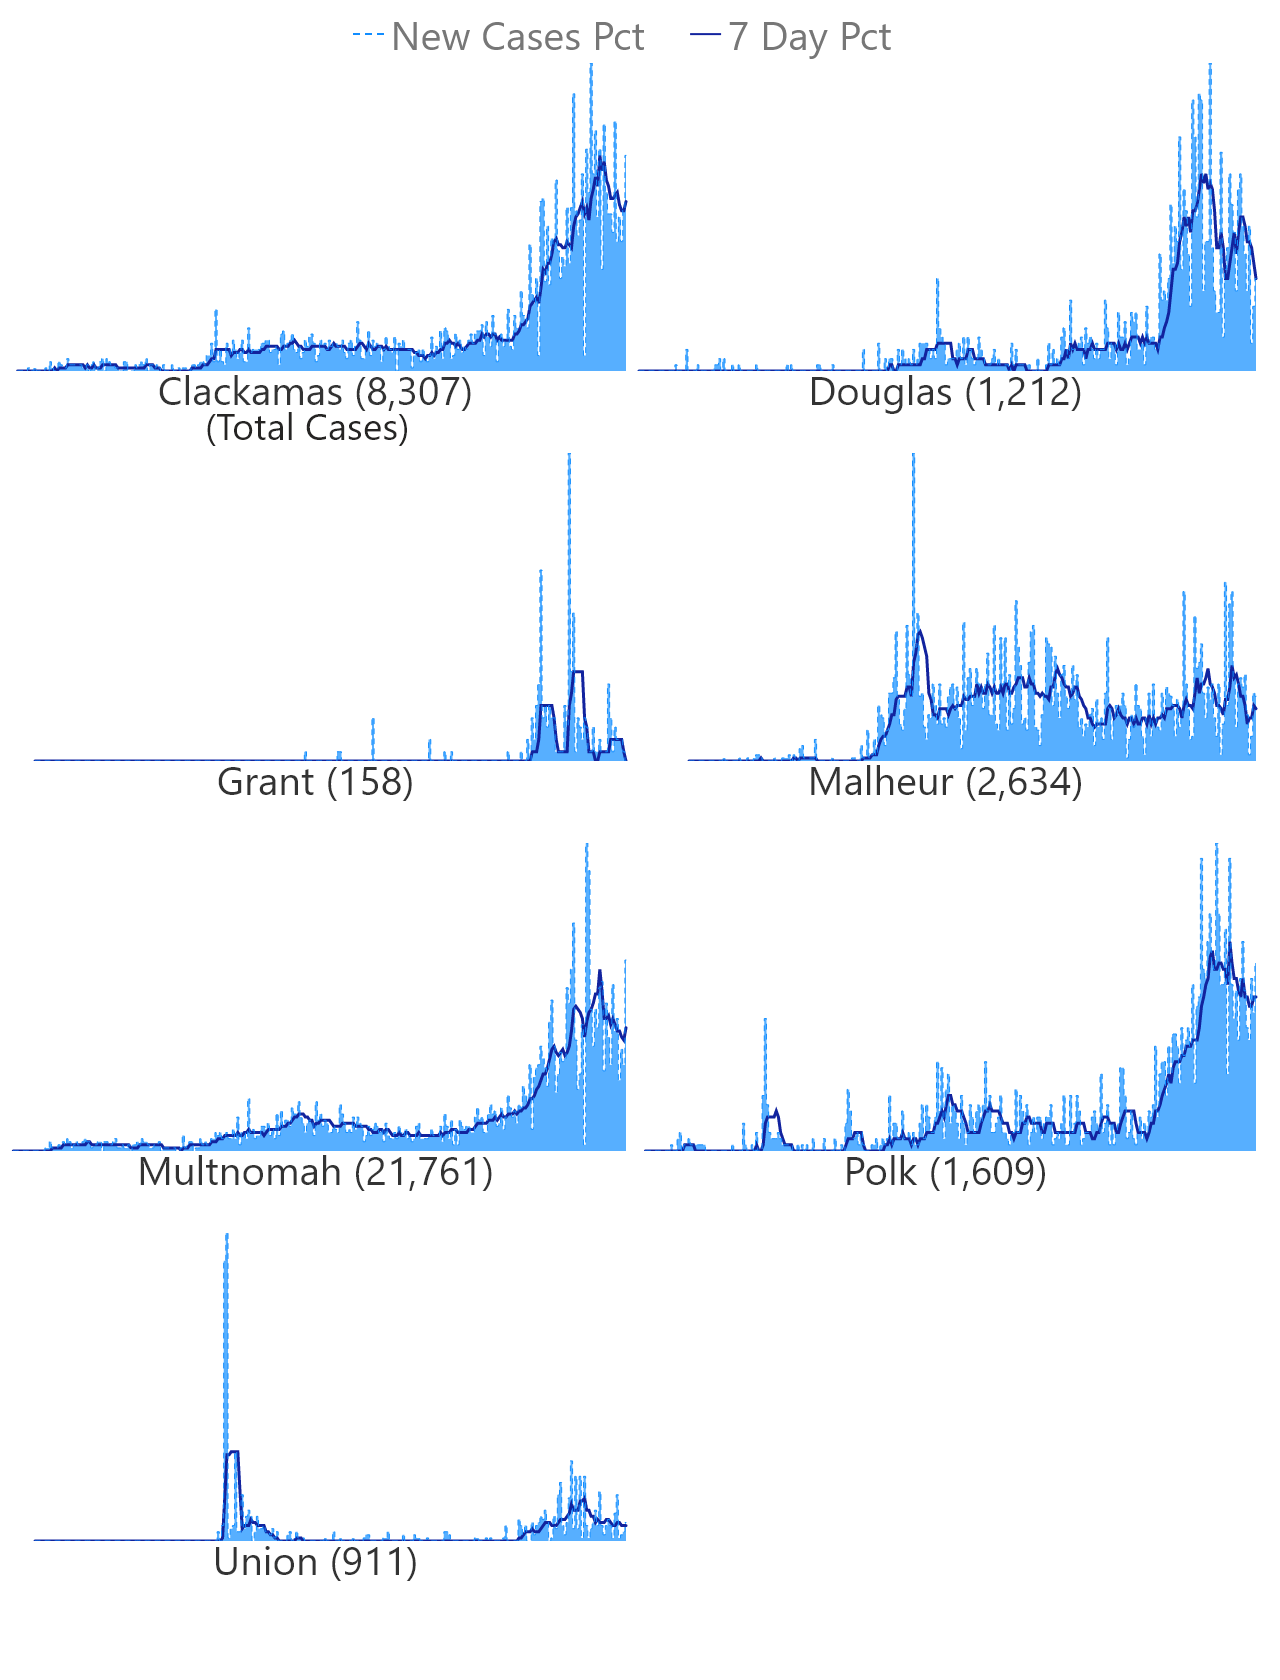 New Cases Pct 7 Day Pct
Clackamas (8,307) Douglas (1,212)
(Total Cases)
Grant (158) Malheur (2,634)
Multnomah (21,761) Polk (1,609)
Union (911)